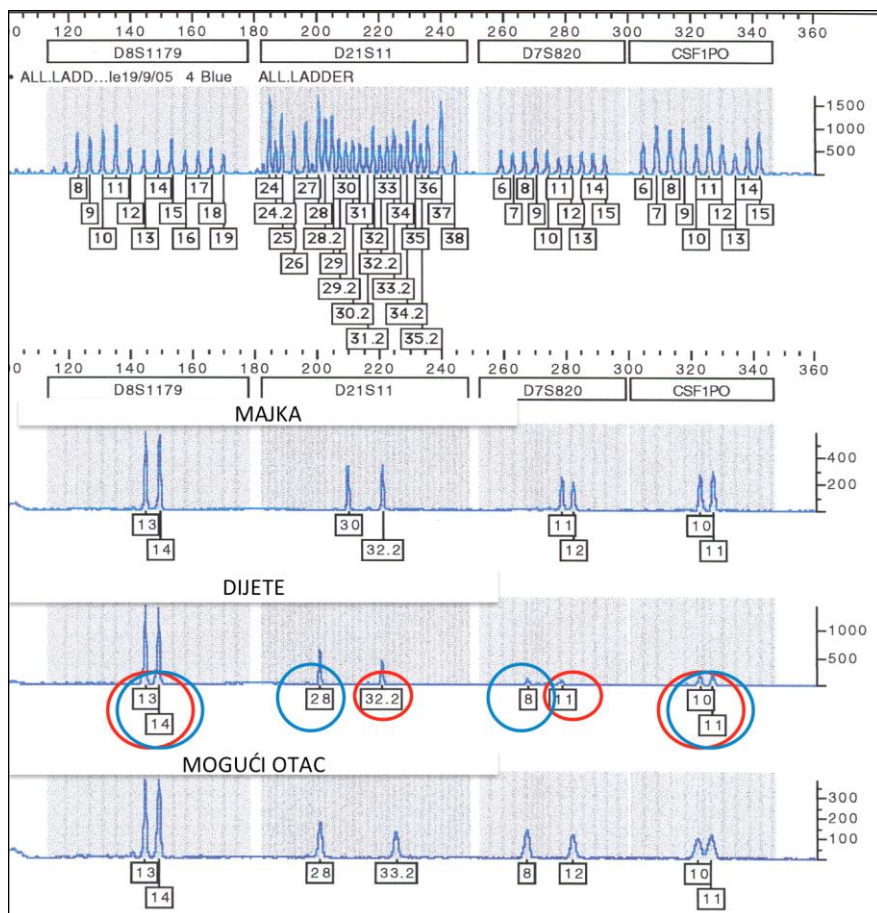 00 120 140 160 180 200 220 240 260 280 300 320 340 360
D8S1179 D21S11 D7S820 CSF1PO
• ALL.LADD...le19/9/05 4 Blue ALL.LADDER
1500
1000
500
8 11 14 17 24 27 30 33 36 6 8 11 14 6 8 11 14
9 12 15 18 24.2 28 31 34 37 7 9 12 15 7 9 12 15
10 13 16 19 25 28.2 32 35 38 10 13 10 13
26 29 32.2
29.2 33.2
30.2 34.2
31.2 35.2
00 120 140 160 180 200 220 240 260 280 300 320 340 360
D8S1179 D21S11 D7S820 CSF1PO
MAJKA
400
200
13 30 11 10
14 32.2 12 11
DIJETE
1000
500
13 28 32.2 8 11 10
14 11
MOGUĆI OTAC
300
200
100
13 28 33.2 8 12 10
14 11